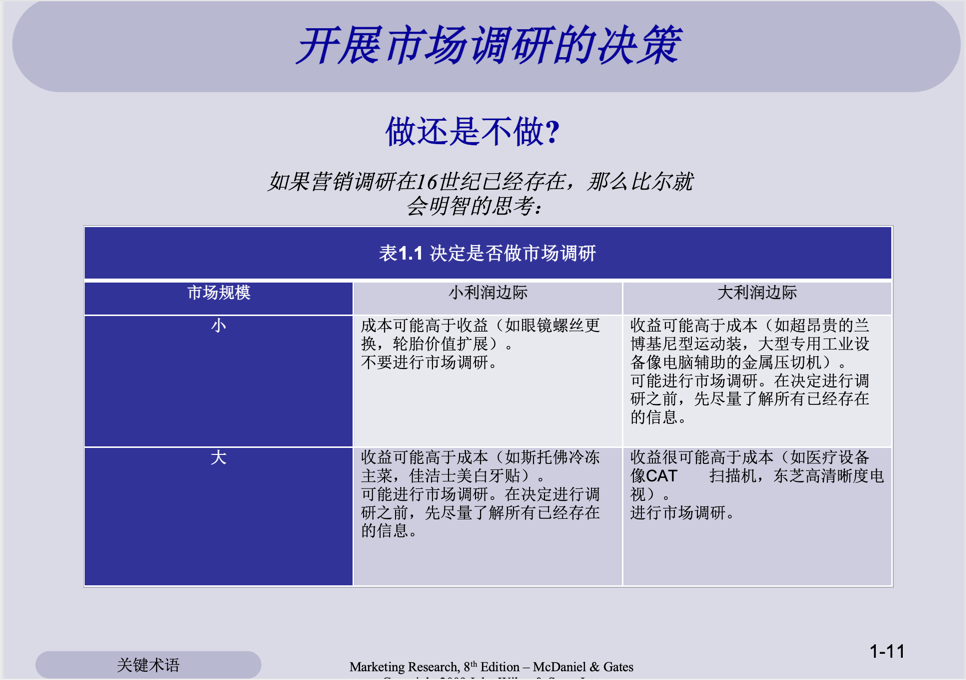 开展市场调研的决策
做还是不做?
如果营销调研在16世纪已经存在，那么比尔就
会明智的思考：
表1.1 决定是否做市场调研
市场规模
小利润边际
大利润边际
小
成本可能高于收益（如眼镜螺丝更
换，轮胎价值扩展）。
不要进行市场调研。
收益可能高于成本（如超昂贵的兰
博基尼型运动装，大型专用工业设
备像电脑辅助的金属压切机）。
可能进行市场调研。在决定进行调
研之前，先尽量了解所有已经存在
的信息。
大
收益可能高于成本（如斯托佛冷冻
主菜，佳洁士美白牙贴）。
可能进行市场调研。在决定进行调
研之前，先尽量了解所有已经存在
的信息。
收益很可能高于成本（如医疗设备
像CAT 扫描机，东芝高清晰度电
视）。
进行市场调研。
1-11
关键术语
Marketing Research, 8th Edition – McDaniel & Gates